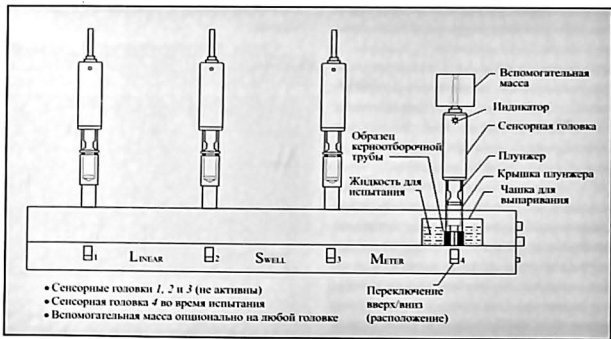 Вспомогательная
масса
Индикатор
Сенсорная головка
Образец
керноотборочной
трубы
Плунжер
Крышка плунжера
Жидкость для
испытания
Чашка для
выпаривания
1 LINEAR 2 SWELL 3 METER 4
• Сенсорные головки 1, 2 и 3 (не активны)
• Сенсорная головка 4 во время испытания
• Вспомогательная масса опционально на любой головке
Переключение
вверх/вниз
(расположение)